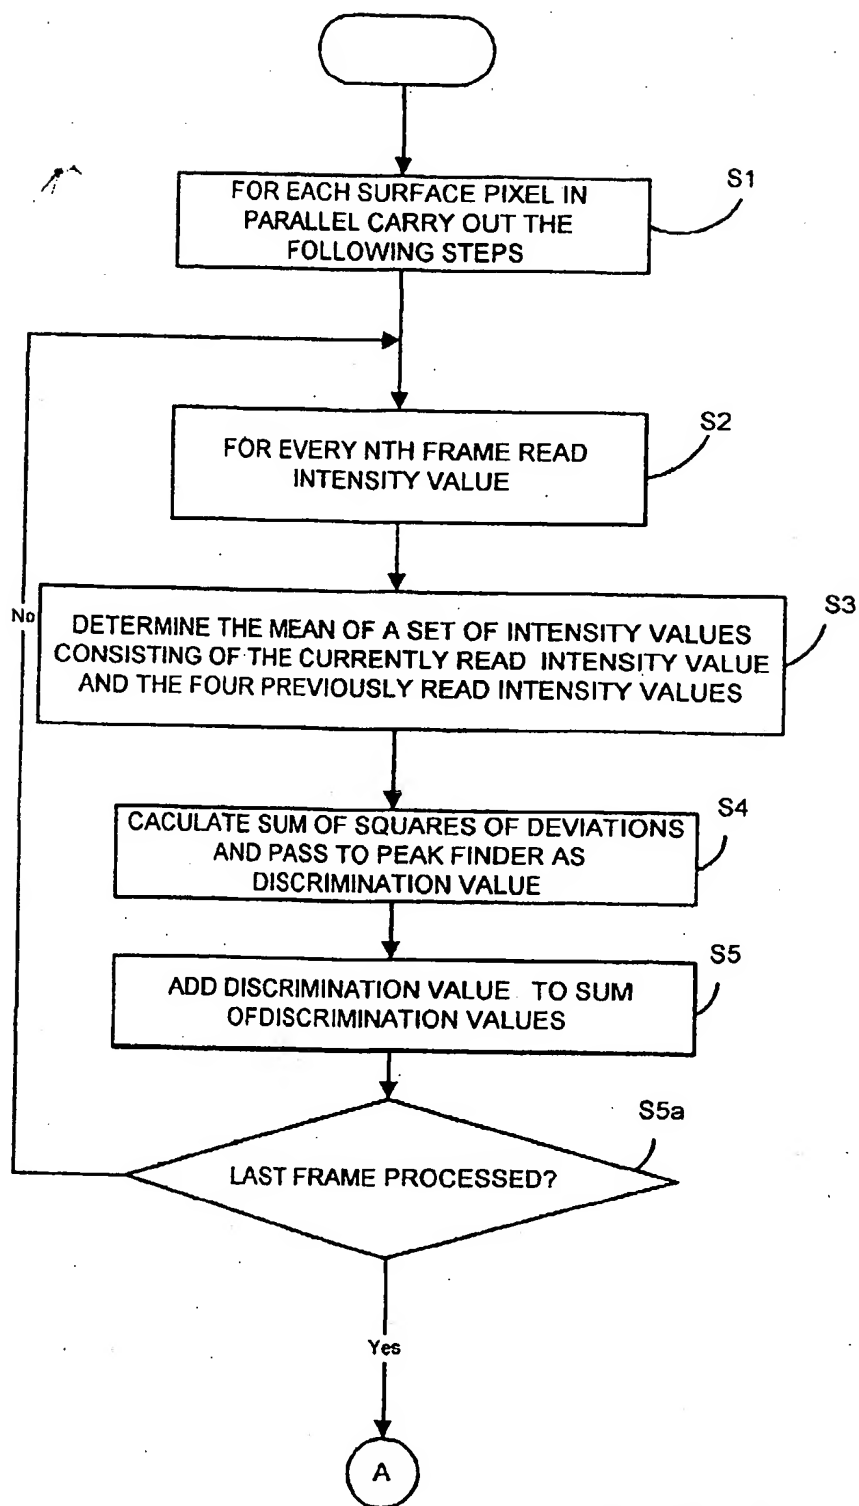 FOR EACH SURFACE PIXEL IN
PARALLEL CARRY OUT THE
FOLLOWING STEPS
S1
FOR EVERY NTH FRAME READ
INTENSITY VALUE
S2
No
DETERMINE THE MEAN OF A SET OF INTENSITY VALUES
CONSISTING OF THE CURRENTLY READ INTENSITY VALUE
AND THE FOUR PREVIOUSLY READ INTENSITY VALUES
S3
CACULATE SUM OF SQUARES OF DEVIATIONS
AND PASS TO PEAK FINDER AS
DISCRIMINATION VALUE
S4
ADD DISCRIMINATION VALUE TO SUM
OFDISCRIMINATION VALUES
S5
LAST FRAME PROCESSED?
S5a
Yes
A